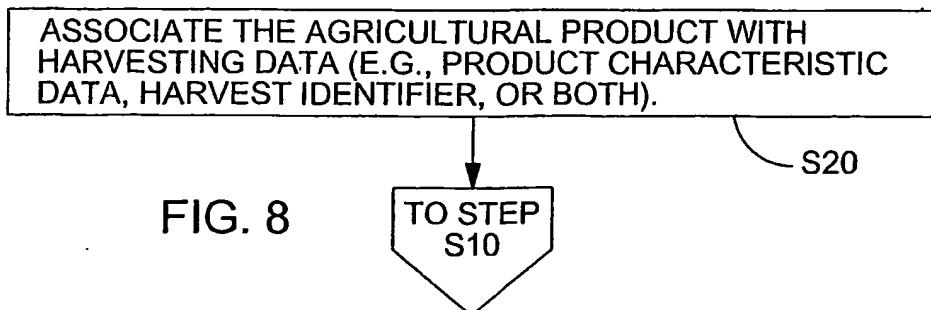 ASSOCIATE THE AGRICULTURAL PRODUCT WITH
HARVESTING DATA (E.G., PRODUCT CHARACTERISTIC
DATA, HARVEST IDENTIFIER, OR BOTH).
S20
FIG. 8
TO STEP
S10